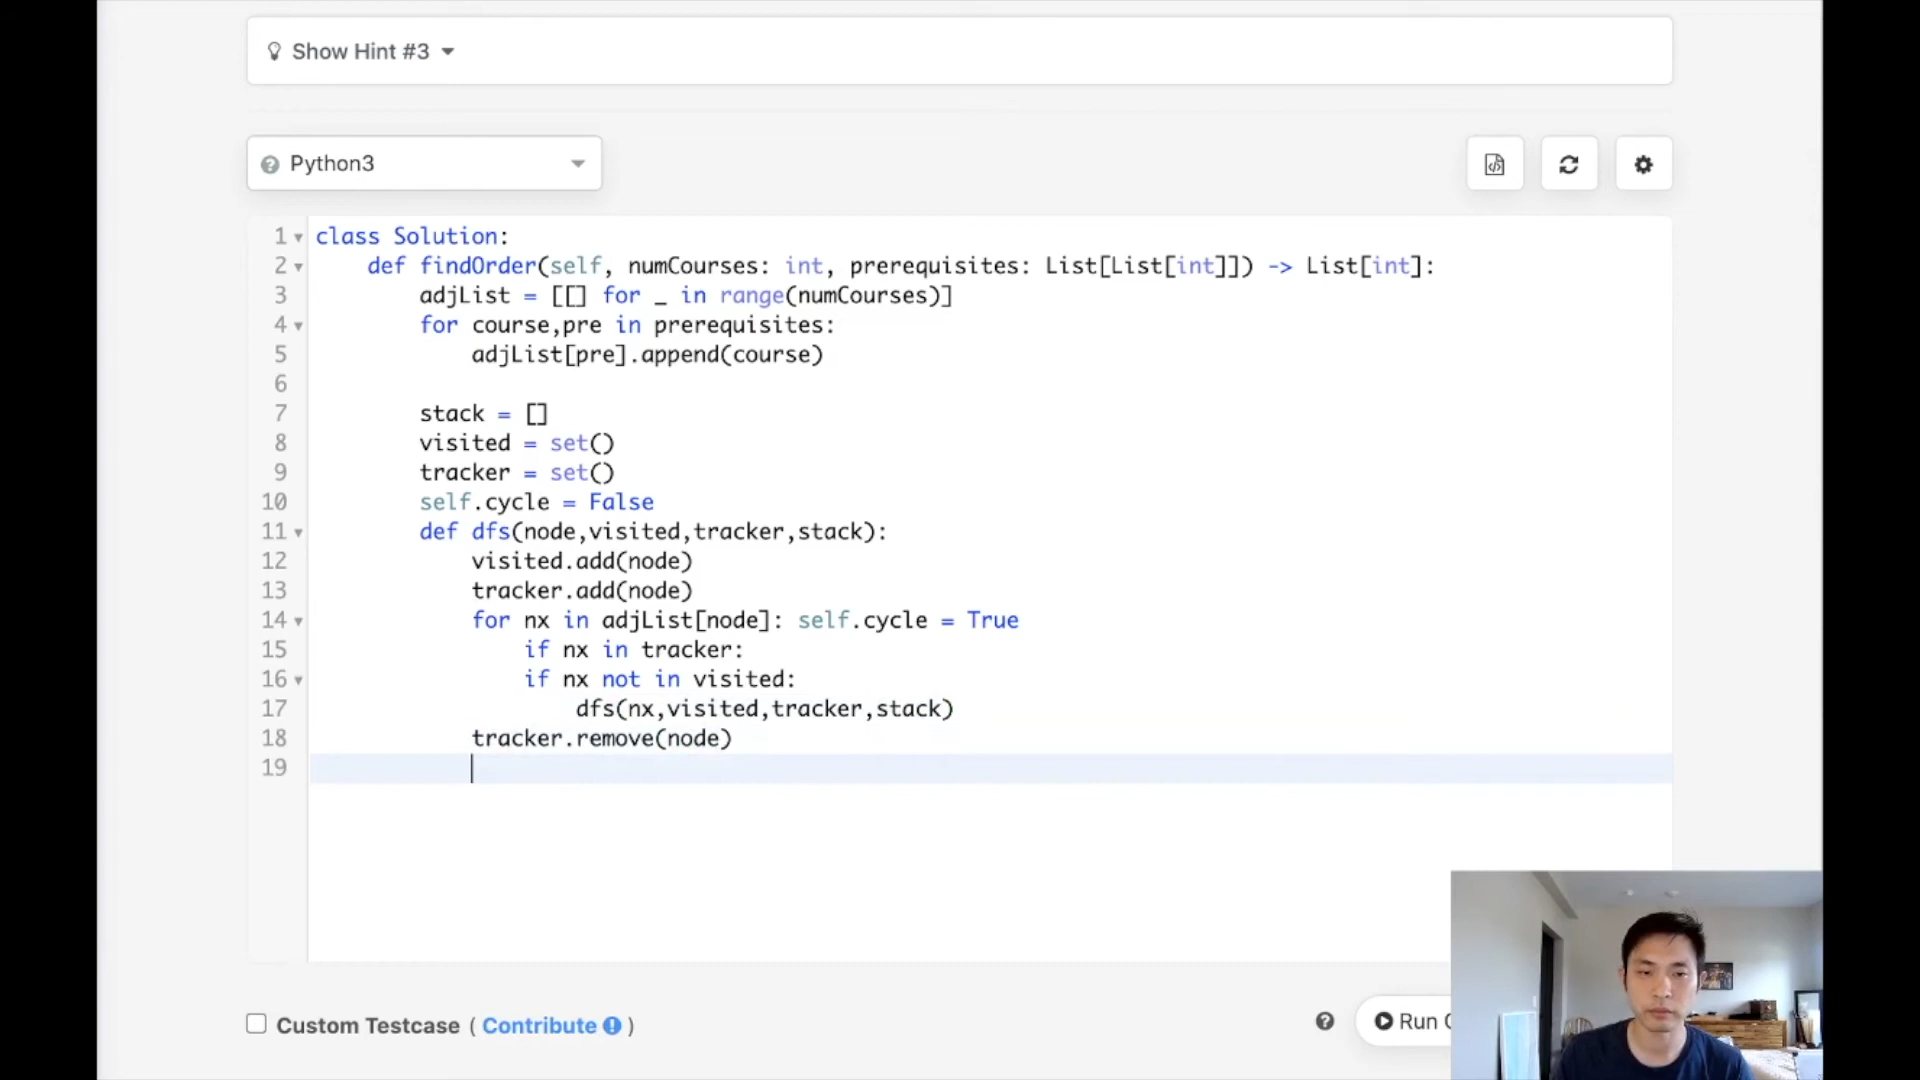 Show Hint #3
Python3
1 class Solution:
2 def findOrder(self, numCourses: int, prerequisites: List[List[int]]) -> List[int]:
3 adjList = [[] for _ in range(numCourses)]
4 for course,pre in prerequisites:
5 adjList[pre].append(course)
6
7 stack = []
8 visited = set()
9 tracker = set()
10 self.cycle = False
11 def dfs(node,visited,tracker,stack):
12 visited.add(node)
13 tracker.add(node)
14 for nx in adjList[node]: self.cycle = True
15 if nx in tracker:
16 if nx not in visited:
17 dfs(nx,visited,tracker,stack)
18 tracker.remove(node)
19
Custom Testcase ( Contribute )
Run